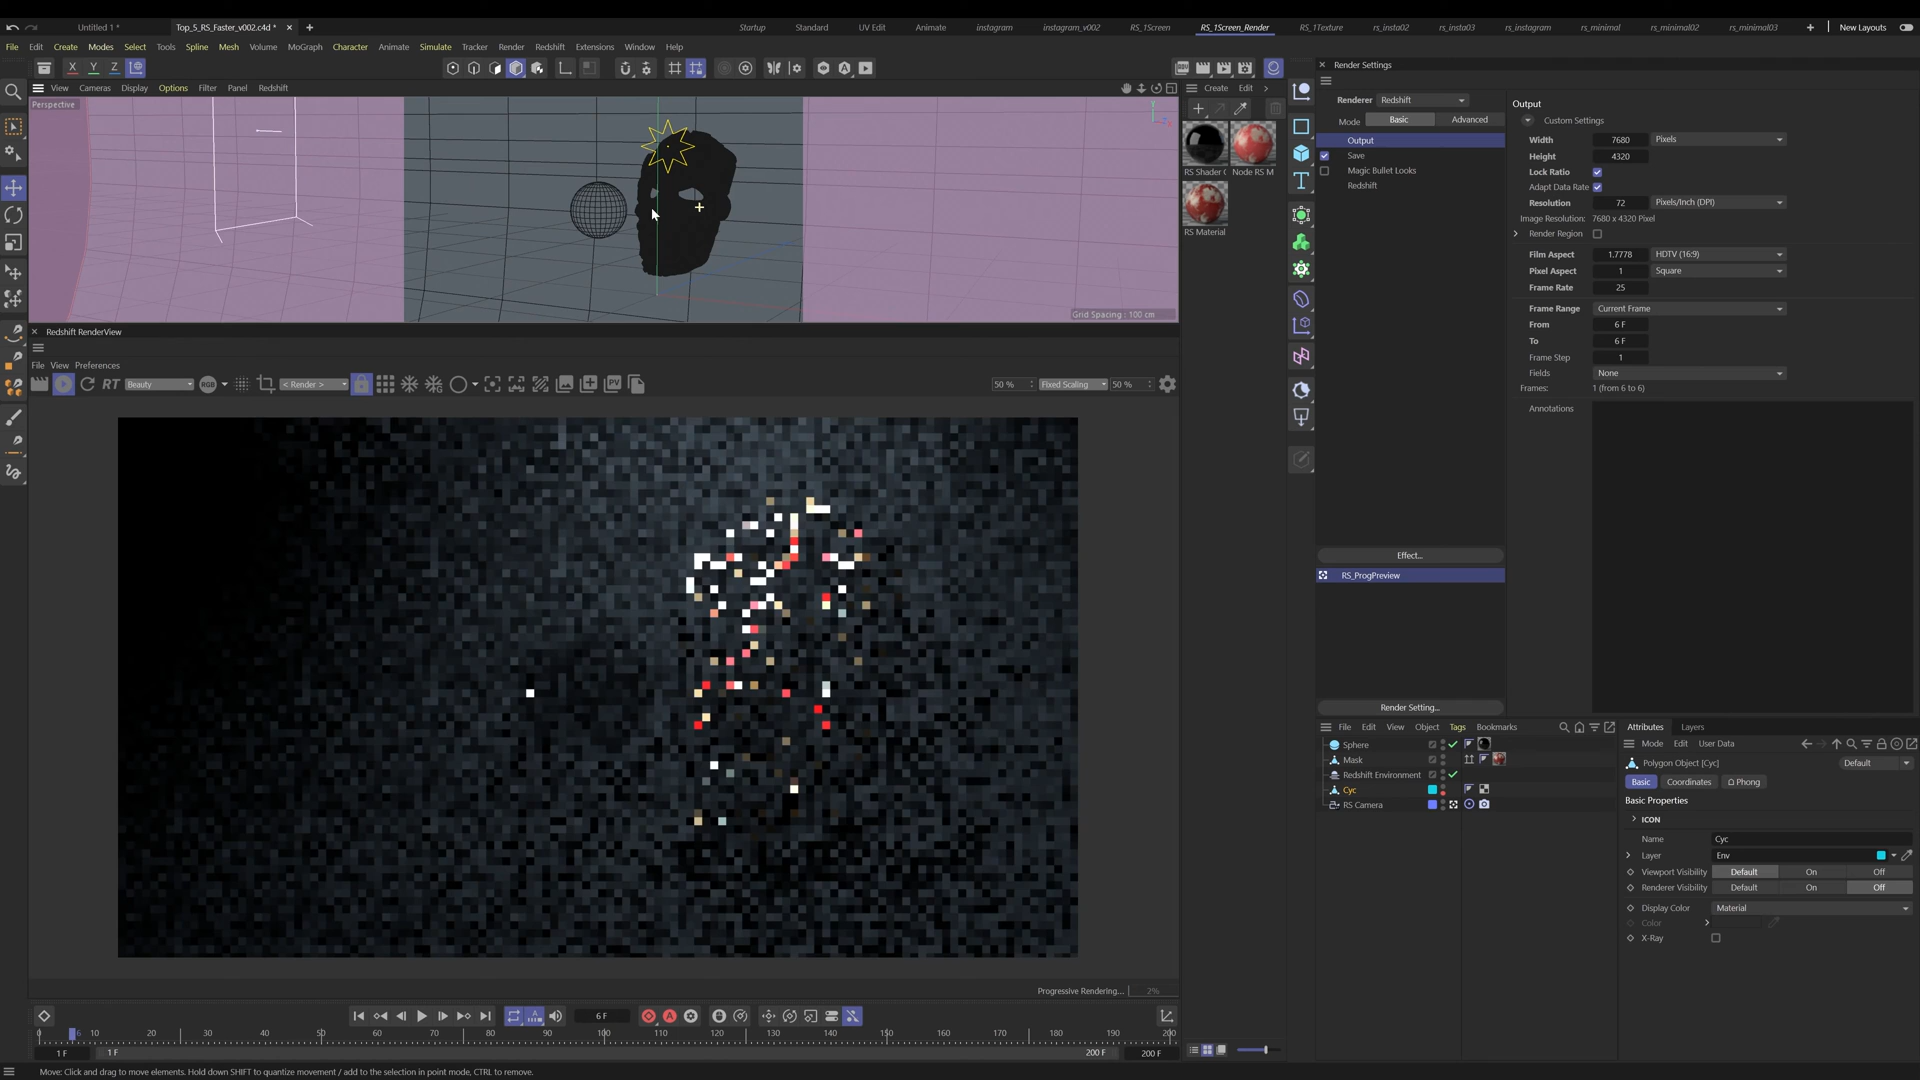 Untitled 1 *
Top_5_RS_Faster_v002.c4d *
Startup
Standard
UV Edit
Animate
instagram
instagram_v002
RS_1Screen
RS_1Screen_Render
RS_1Texture
rs_insta02
rs_insta03
rs_instagram
rs_minimal
rs_minimal02
rs_minimal03
New Layouts
File Edit Create Modes Select Tools Spline Mesh Volume MoGraph Character Animate Simulate Tracker Render Redshift Extensions Window Help
X Y Z
View Cameras Display Options Filter Panel Redshift
Perspective
Grid Spacing : 100 cm
Redshift RenderView
File View Preferences
RT
Beauty
RGB
< Render >
PV
50 %
Fixed Scaling
50 %
Progressive Rendering...
2%
Create Edit
RS Shader C
Node RS M
RS Material
Render Settings
Renderer Redshift
Mode Basic Advanced
Output
Save
Magic Bullet Looks
Redshift
Effect...
RS_ProgPreview
Render Setting...
Output
Custom Settings
Width 7680 Pixels
Height 4320
Lock Ratio
Adapt Data Rate
Resolution 72 Pixels/Inch (DPI)
Image Resolution: 7680 x 4320 Pixel
Render Region
Film Aspect 1.7778 HDTV (16:9)
Pixel Aspect 1 Square
Frame Rate 25
Frame Range Current Frame
From 6 F
To 6 F
Frame Step 1
Fields None
Frames: 1 (from 6 to 6)
Annotations
File Edit View Object Tags Bookmarks
Sphere
Mask
Redshift Environment
Cyc
RS Camera
Attributes Layers
Mode Edit User Data
Polygon Object [Cyc]
Default
Basic Coordinates Phong
Basic Properties
ICON
Name Cyc
Layer Env
Viewport Visibility Default On Off
Renderer Visibility Default On Off
Display Color Material
Color
X-Ray
6 F
0 6 10 20 30 40 50 60 70 80 90 100 110 120 130 140 150 160 170 180 190 200
1 F
1 F
200 F
200 F
Move: Click and drag to move elements. Hold down SHIFT to quantize movement / add to the selection in point mode, CTRL to remove.